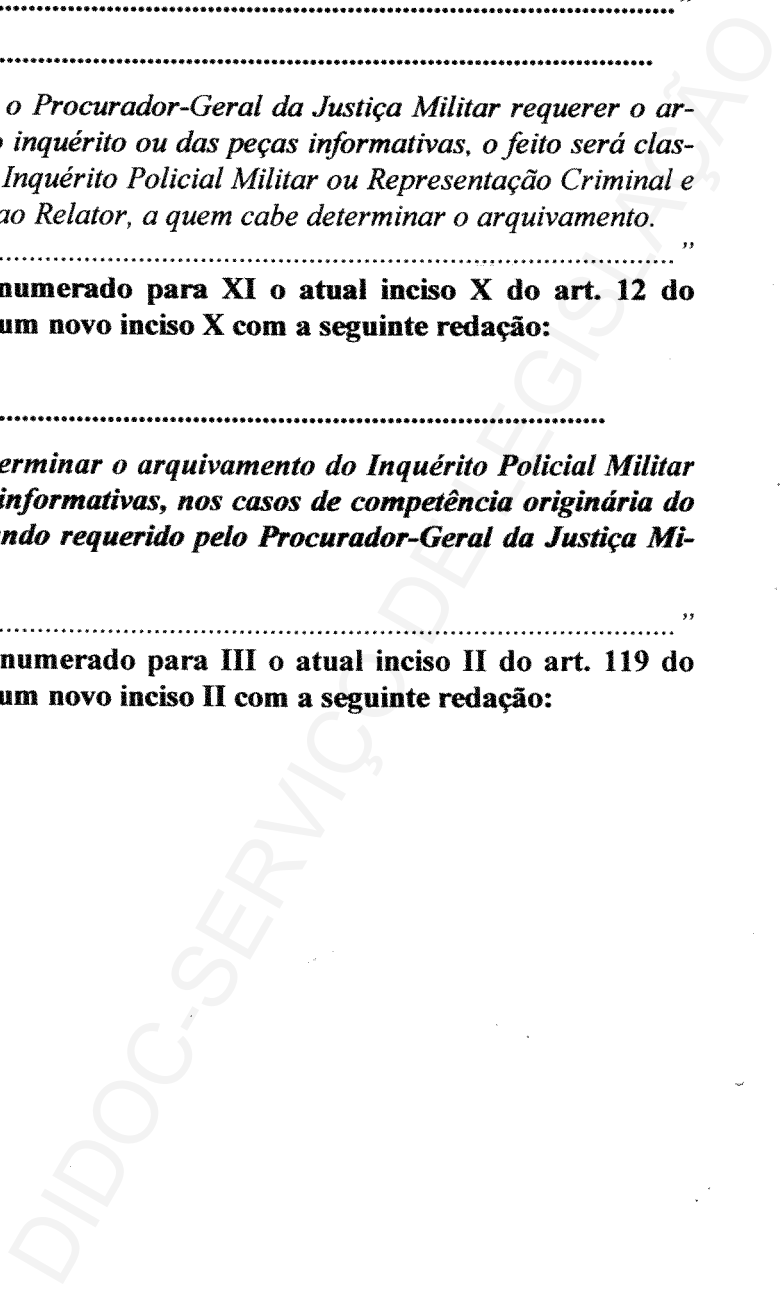 .................................................................................... ”
..................................................................................
o Procurador-Geral da Justiça Militar requerer o ar-
inquérito ou das peças informativas, o feito será clas-
Inquérito Policial Militar ou Representação Criminal e
ao Relator, a quem cabe determinar o arquivamento.
.................................................................................... ”
numerado para XI o atual inciso X do art. 12 do
um novo inciso X com a seguinte redação:
............................................................................
erminar o arquivamento do Inquérito Policial Militar
informativas, nos casos de competência originária do
ndo requerido pelo Procurador-Geral da Justiça Mi-
.................................................................................... ”
numerado para III o atual inciso II do art. 119 do
um novo inciso II com a seguinte redação:
DIDOC-SERVIÇO DE LEGISLAÇÃO